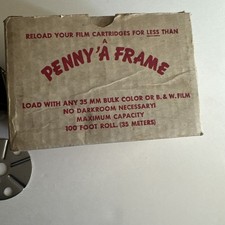 RELOAD YOUR FILM CARTRIDGES FOR LESS THAN
A
PENNY'A FRAME
LOAD WITH ANY 35 MM BULK COLOR OR B. & W. FILM
NO DARKROOM NECESSARY!
MAXIMUM CAPACITY
100 FOOT ROLL. (25 METERS)